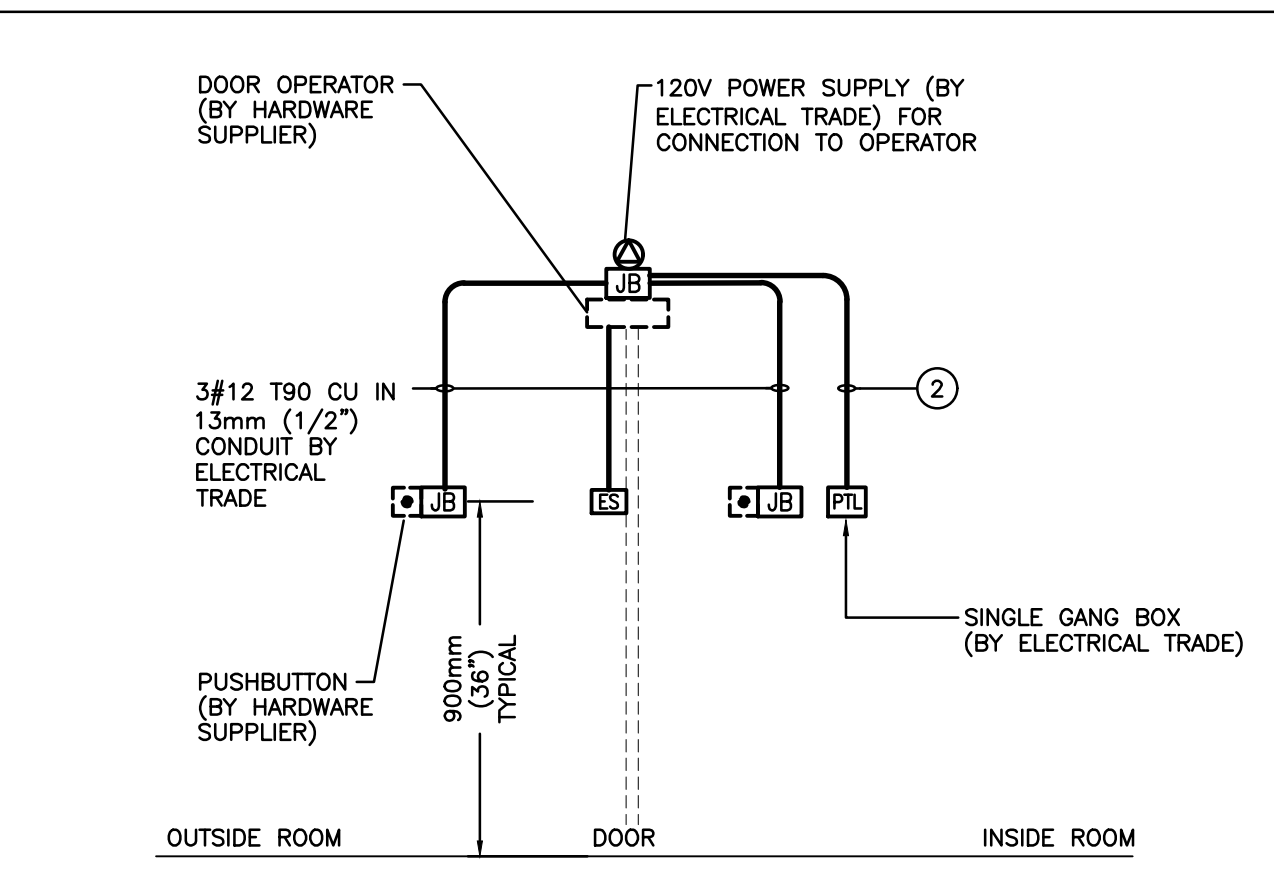 DOOR OPERATOR
(BY HARDWARE
SUPPLIER)
120V POWER SUPPLY (BY
ELECTRICAL TRADE) FOR
CONNECTION TO OPERATOR
JB
3#12 T90 CU IN
13mm (1/2")
CONDUIT BY
ELECTRICAL
TRADE
2
JB
ES
JB
PTL
900mm
(36")
TYPICAL
SINGLE GANG BOX
(BY ELECTRICAL TRADE)
PUSHBUTTON
(BY HARDWARE
SUPPLIER)
OUTSIDE ROOM
DOOR
INSIDE ROOM